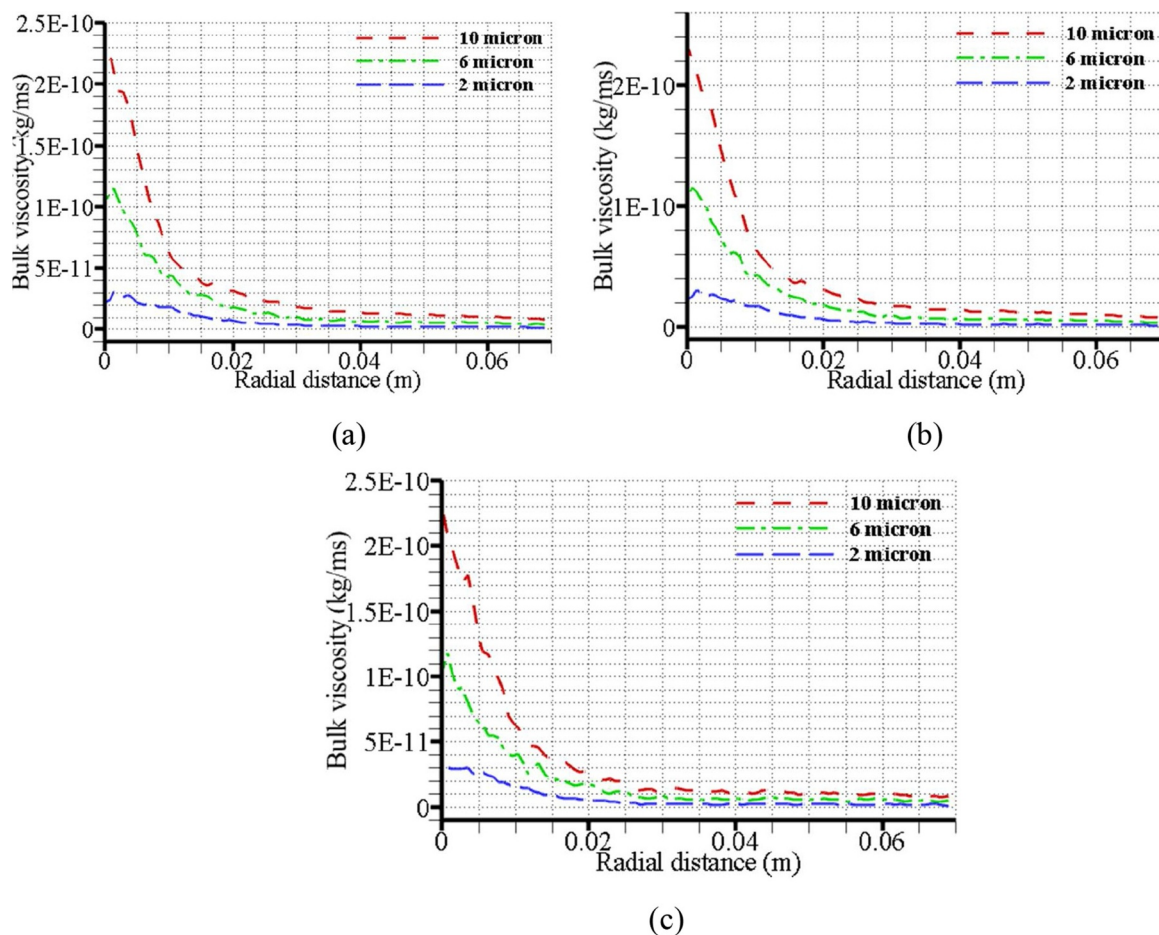 2.5E-10
2E-10
1.5E-10
1E-10
5E-11
0
Bulk viscosity (kg/ms)
10 micron
6 micron
2 micron
0 0.02 0.04 0.06
Radial distance (m)
(a)
2E-10
1E-10
0
Bulk viscosity (kg/ms)
10 micron
6 micron
2 micron
0 0.02 0.04 0.06
Radial distance (m)
(b)
2.5E-10
2E-10
1.5E-10
1E-10
5E-11
0
Bulk viscosity (kg/ms)
10 micron
6 micron
2 micron
0 0.02 0.04 0.06
Radial distance (m)
(c)